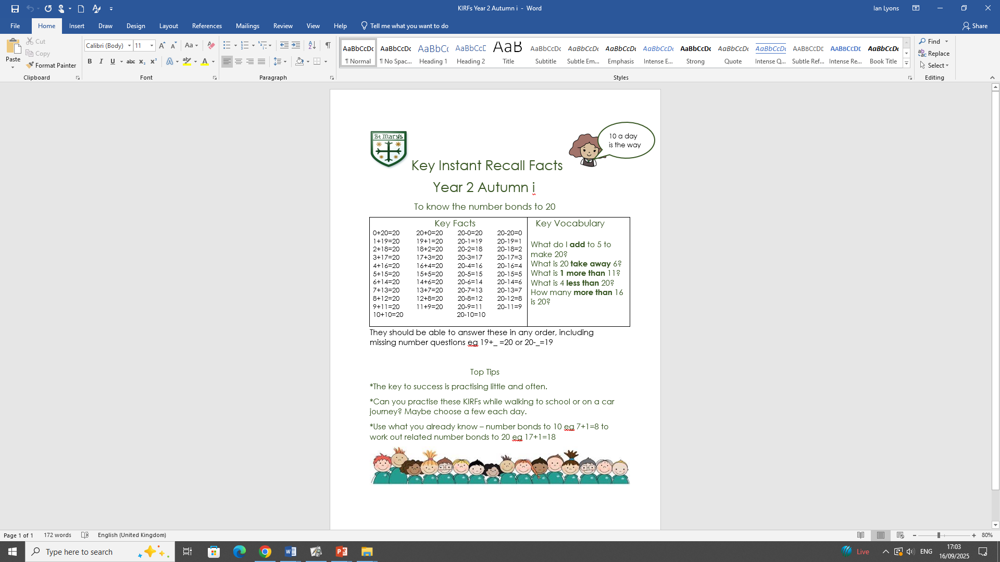 KIRFs Year 2 Autumn i - Word
Ian Lyons
File Home Insert Draw Design Layout References Mailings Review View Help Tell me what you want to do Share
Paste
Cut
Copy
Format Painter
Clipboard
Calibri (Body) 11
Font
Paragraph
AaBbCcDc AaBbCcDc AaBbCc AaBbCcD AaB AaBbCcDc AaBbCcDc AaBbCcDc AaBbCcDc AaBbCcDc AaBbCcDc AaBbCcDc AABBCCDE AABBCCDE AaBbCcDc
¶ Normal ¶ No Spac... Heading 1 Heading 2 Title Subtitle Subtle Em... Emphasis Intense E... Strong Quote Intense Q... Subtle Ref... Intense Re... Book Title
Styles
Find
Replace
Select
Editing
St Mary's
10 a day
is the way
Key Instant Recall Facts
Year 2 Autumn i
To know the number bonds to 20
Key Facts
0+20=20 20+0=20 20-0=20 20-20=0
1+19=20 19+1=20 20-1=19 20-19=1
2+18=20 18+2=20 20-2=18 20-18=2
3+17=20 17+3=20 20-3=17 20-17=3
4+16=20 16+4=20 20-4=16 20-16=4
5+15=20 15+5=20 20-5=15 20-15=5
6+14=20 14+6=20 20-6=14 20-14=6
7+13=20 13+7=20 20-7=13 20-13=7
8+12=20 12+8=20 20-8=12 20-12=8
9+11=20 11+9=20 20-9=11 20-11=9
10+10=20 20-10=10
Key Vocabulary
What do I add to 5 to
make 20?
What is 20 take away 6?
What is 1 more than 11?
What is 4 less than 20?
How many more than 16
is 20?
They should be able to answer these in any order, including
missing number questions eg 19+_ =20 or 20-_=19
Top Tips
*The key to success is practising little and often.
*Can you practise these KIRFs while walking to school or on a car
journey? Maybe choose a few each day.
*Use what you already know – number bonds to 10 eg 7+1=8 to
work out related number bonds to 20 eg 17+1=18
Page 1 of 1 172 words English (United Kingdom) 80%
Type here to search
Live
ENG
17:03
16/09/2025